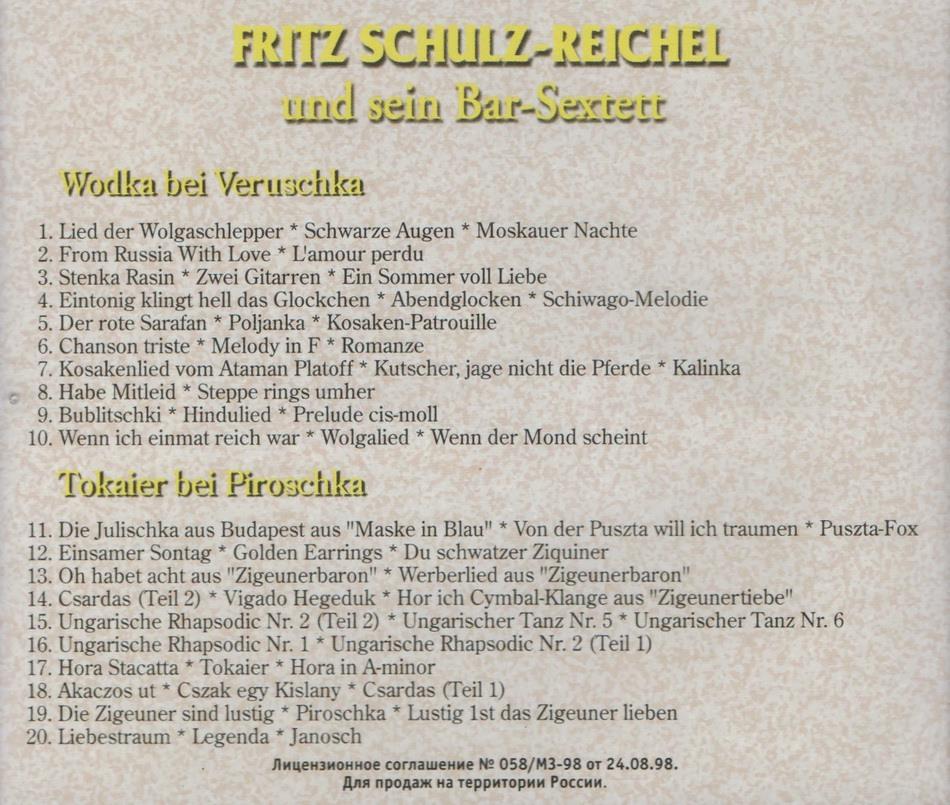 FRITZ SCHULZ-REICHEL
und sein Bar-Sextett
Wodka bei Veruschka
1. Lied der Wolgaschlepper * Schwarze Augen * Moskauer Nachte
2. From Russia With Love * L'amour perdu
3. Stenka Rasin * Zwei Gitarren * Ein Sommer voll Liebe
4. Eintonig klingt hell das Glockchen * Abendglocken * Schiwago-Melodie
5. Der rote Sarafan * Poljanka * Kosaken-Patrouille
6. Chanson triste * Melody in F * Romanze
7. Kosakenlied vom Ataman Platoff * Kutscher, jage nicht die Pferde * Kalinka
8. Habe Mitleid * Steppe rings umher
9. Bublitschki * Hindulied * Prelude cis-moll
10. Wenn ich einmat reich war * Wolgalied * Wenn der Mond scheint
Tokaier bei Piroschka
11. Die Julischka aus Budapest aus "Maske in Blau" * Von der Puszta will ich traumen * Puszta-Fox
12. Einsamer Sontag * Golden Earrings * Du schwatzer Ziquiner
13. Oh habet acht aus "Zigeunerbaron" * Werberlied aus "Zigeunerbaron"
14. Csardas (Teil 2) * Vigado Hegeduk * Hor ich Cymbal-Klange aus "Zigeunertiebe"
15. Ungarische Rhapsodic Nr. 2 (Teil 2) * Ungarischer Tanz Nr. 5 * Ungarischer Tanz Nr. 6
16. Ungarische Rhapsodic Nr. 1 * Ungarische Rhapsodic Nr. 2 (Teil 1)
17. Hora Stacatta * Tokaier * Hora in A-minor
18. Akaczos ut * Cszak egy Kislany * Csardas (Teil 1)
19. Die Zigeuner sind lustig * Piroschka * Lustig 1st das Zigeuner lieben
20. Liebestraum * Legenda * Janosch
Лицензионное соглашение № 058/МЗ-98 от 24.08.98.
Для продаж на территории России.